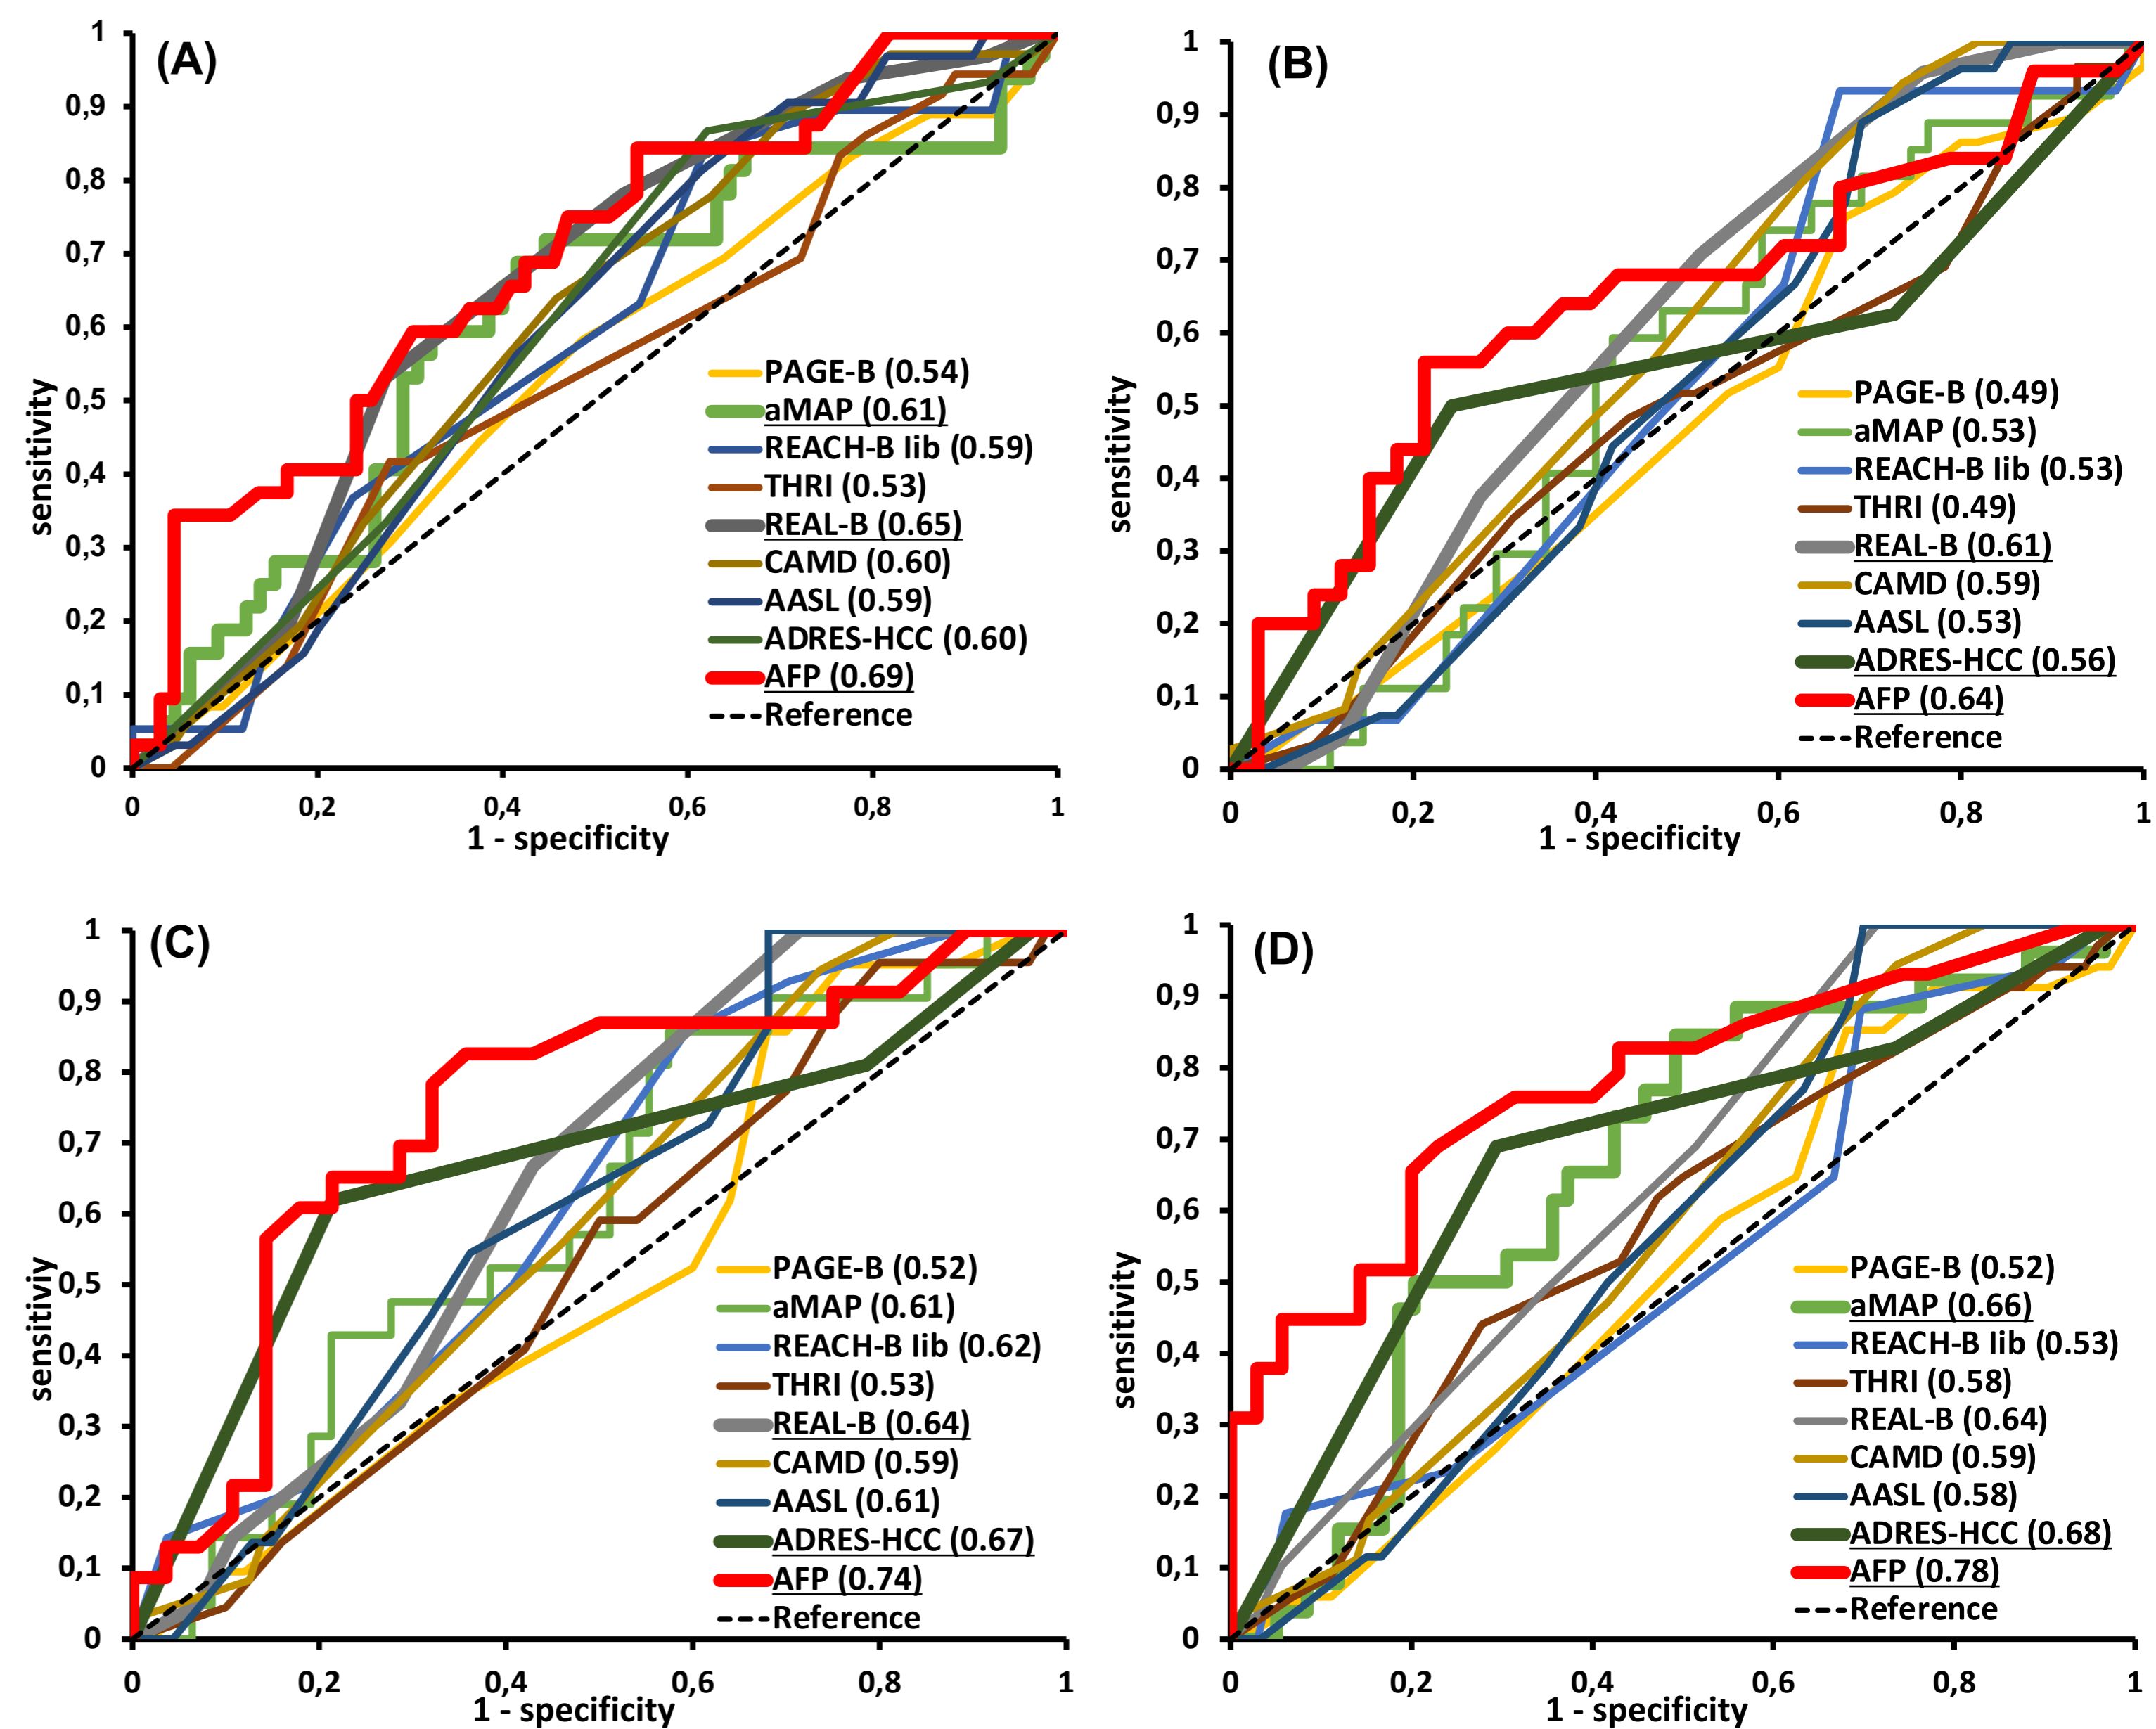 (A)
1
0,9
0,8
0,7
0,6
0,5
0,4
0,3
0,2
0,1
0
sensitivity
PAGE-B (0.54)
aMAP (0.61)
REACH-B Iib (0.59)
THRI (0.53)
REAL-B (0.65)
CAMD (0.60)
AASL (0.59)
ADRES-HCC (0.60)
AFP (0.69)
Reference
0 0,2 0,4 0,6 0,8 1
1 - specificity
(B)
1
0,9
0,8
0,7
0,6
0,5
0,4
0,3
0,2
0,1
0
sensitivity
PAGE-B (0.49)
aMAP (0.53)
REACH-B Iib (0.53)
THRI (0.49)
REAL-B (0.61)
CAMD (0.59)
AASL (0.53)
ADRES-HCC (0.56)
AFP (0.64)
Reference
0 0,2 0,4 0,6 0,8 1
1 - specificity
(C)
1
0,9
0,8
0,7
0,6
0,5
0,4
0,3
0,2
0,1
0
sensitiviy
PAGE-B (0.52)
aMAP (0.61)
REACH-B Iib (0.62)
THRI (0.53)
REAL-B (0.64)
CAMD (0.59)
AASL (0.61)
ADRES-HCC (0.67)
AFP (0.74)
Reference
0 0,2 0,4 0,6 0,8 1
1 - specificity
(D)
1
0,9
0,8
0,7
0,6
0,5
0,4
0,3
0,2
0,1
0
sensitivity
PAGE-B (0.52)
aMAP (0.66)
REACH-B Iib (0.53)
THRI (0.58)
REAL-B (0.64)
CAMD (0.59)
AASL (0.58)
ADRES-HCC (0.68)
AFP (0.78)
Reference
0 0,2 0,4 0,6 0,8 1
1 - specificity